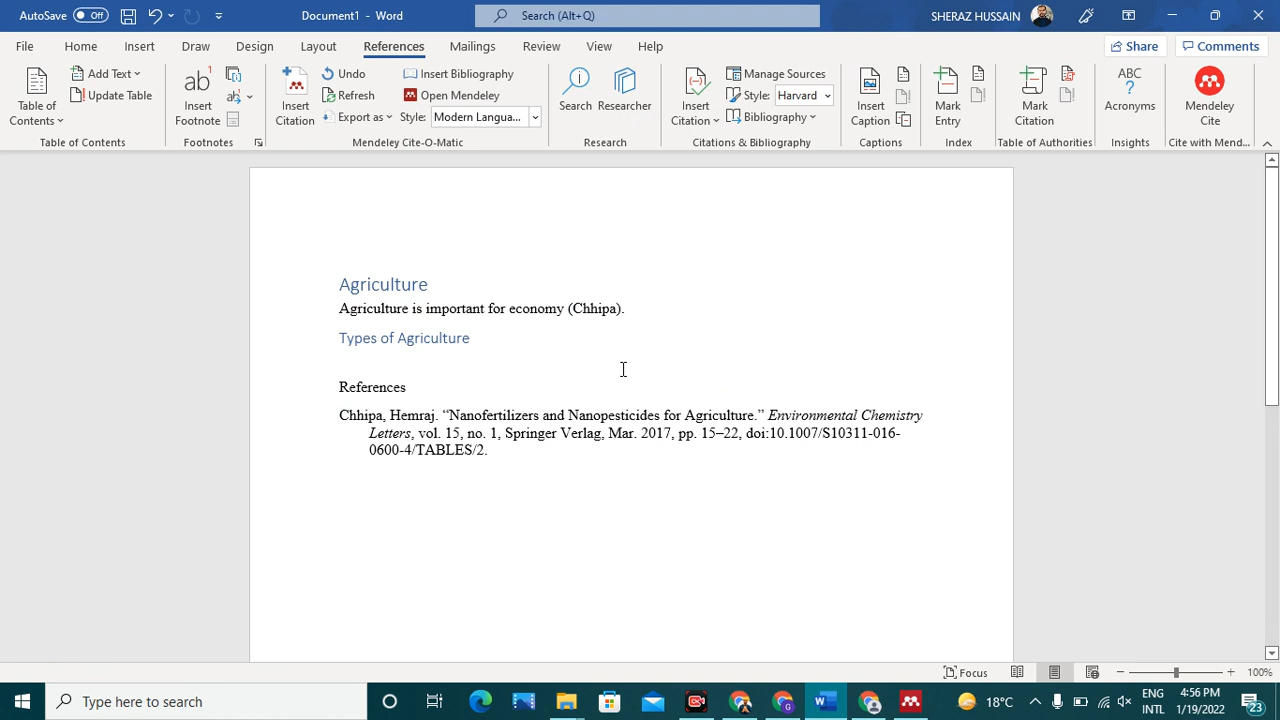 AutoSave Off Document1 - Word Search (Alt+Q) SHERAZ HUSSAIN
File Home Insert Draw Design Layout References Mailings Review View Help Share Comments
Table of Contents
Add Text
Update Table
Table of Contents
ab 1
Insert Footnote
Footnotes
Insert Citation
Undo
Refresh
Export as
Insert Bibliography
Open Mendeley
Style: Modern Langua...
Mendeley Cite-O-Matic
Search
Researcher
Research
Insert Citation
Manage Sources
Style: Harvard
Bibliography
Citations & Bibliography
Insert Caption
Captions
Mark Entry
Index
Mark Citation
Table of Authorities
ABC ?
Acronyms
Insights
Mendeley Cite
Cite with Mend...
Agriculture
Agriculture is important for economy (Chhipa).
Types of Agriculture
References
Chhipa, Hemraj. “Nanofertilizers and Nanopesticides for Agriculture.” Environmental Chemistry
Letters, vol. 15, no. 1, Springer Verlag, Mar. 2017, pp. 15–22, doi:10.1007/S10311-016-
0600-4/TABLES/2.
Focus 100%
Type here to search
18°C
ENG
INTL
4:56 PM
1/19/2022
23